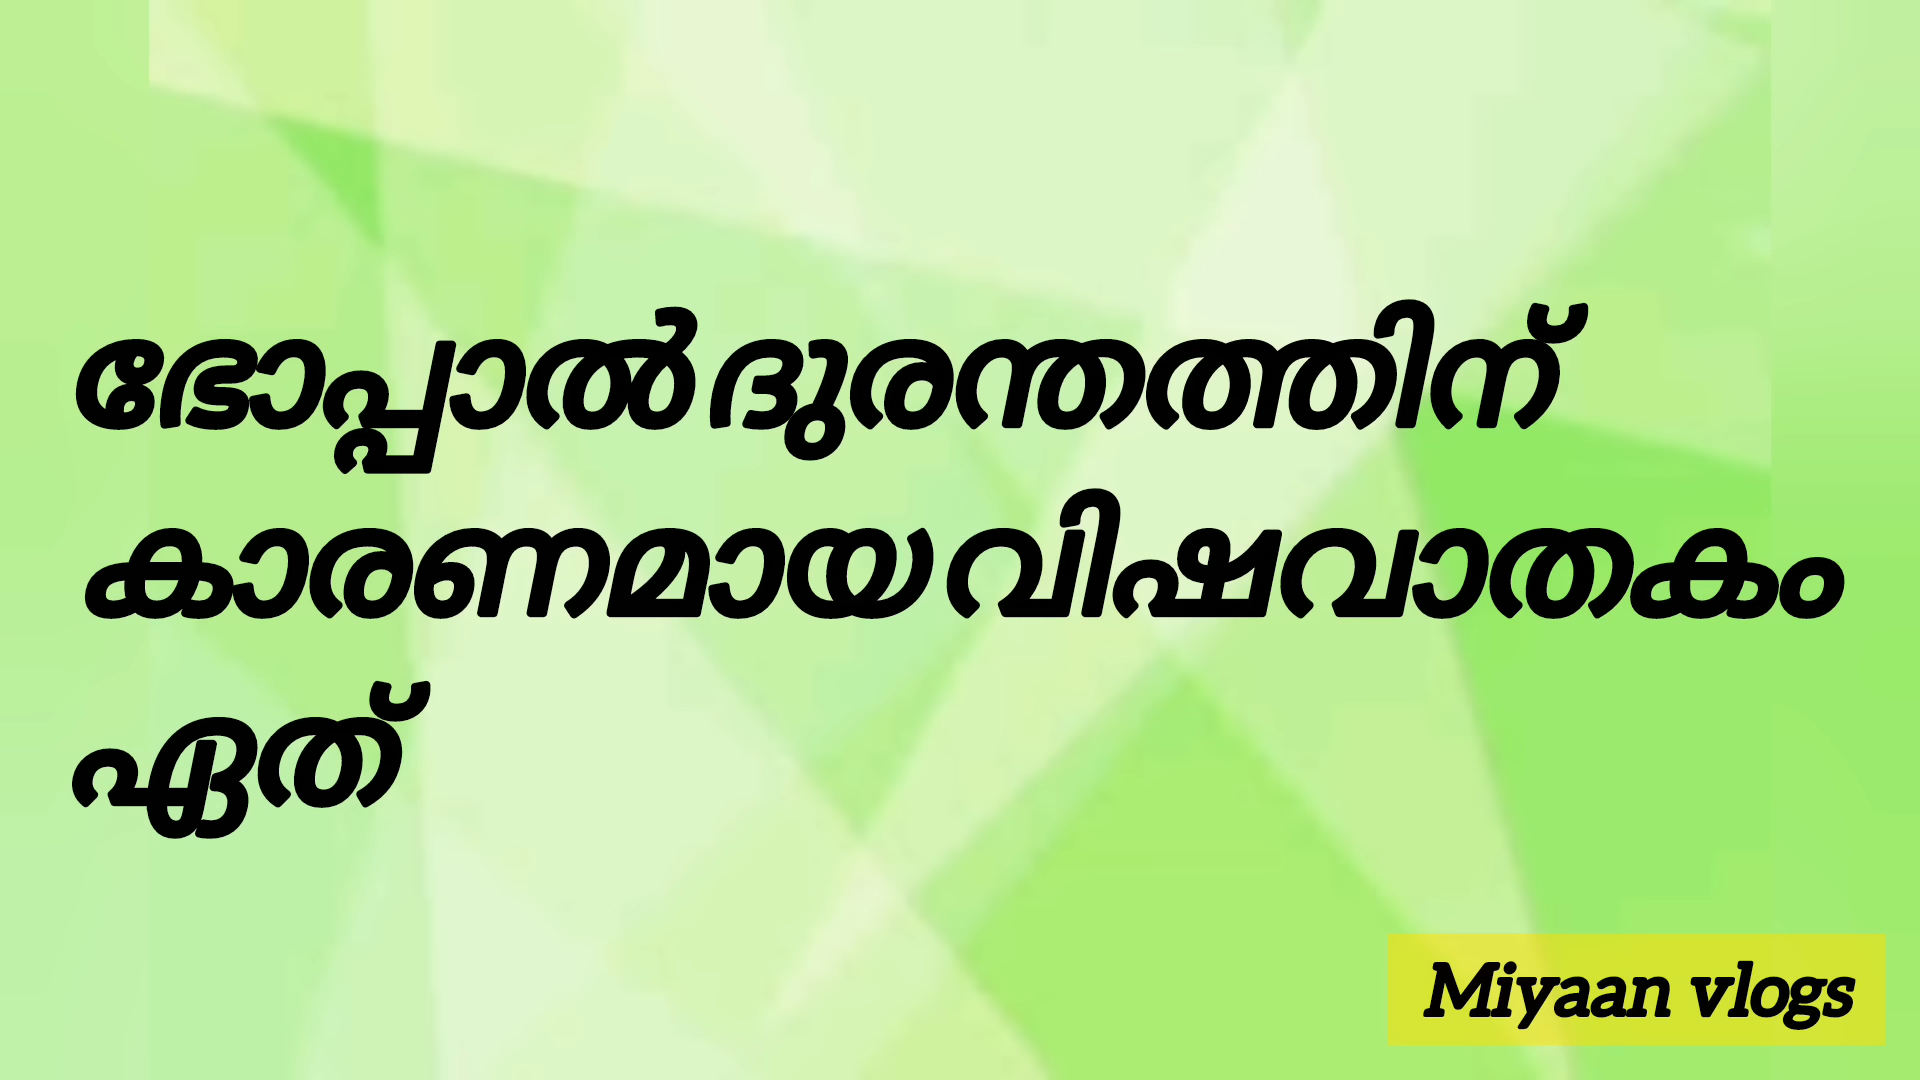 ഭോപ്പാൽ ദുരന്തത്തിന്
കാരണമായ വിഷവാതകം
ഏത്
Miyaan vlogs